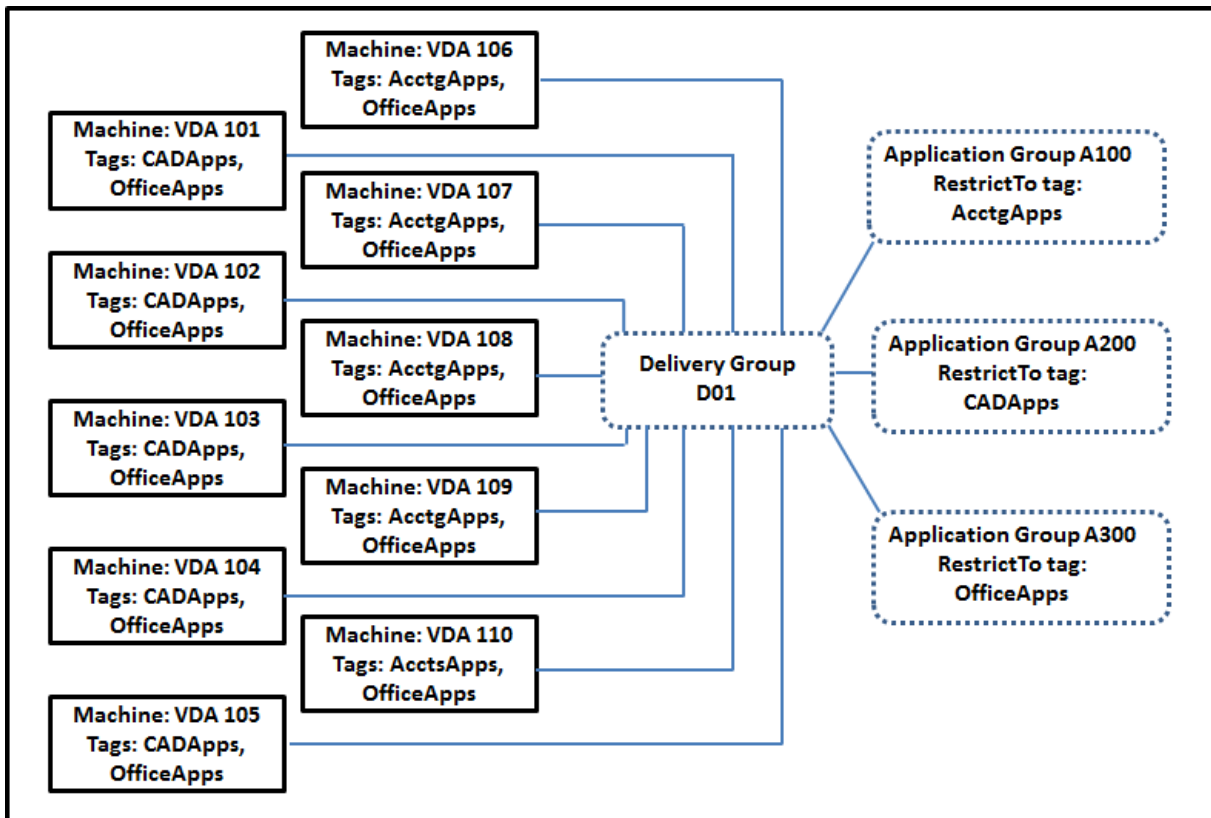 Machine: VDA 106
Tags: AcctgApps,
OfficeApps
Machine: VDA 101
Tags: CADApps,
OfficeApps
Machine: VDA 107
Tags: AcctgApps,
OfficeApps
Machine: VDA 102
Tags: CADApps,
OfficeApps
Machine: VDA 108
Tags: AcctgApps,
OfficeApps
Machine: VDA 103
Tags: CADApps,
OfficeApps
Machine: VDA 109
Tags: AcctgApps,
OfficeApps
Machine: VDA 104
Tags: CADApps,
OfficeApps
Machine: VDA 110
Tags: AcctsApps,
OfficeApps
Machine: VDA 105
Tags: CADApps,
OfficeApps
Delivery Group
D01
Application Group A100
RestrictTo tag:
AcctgApps
Application Group A200
RestrictTo tag:
CADApps
Application Group A300
RestrictTo tag:
OfficeApps